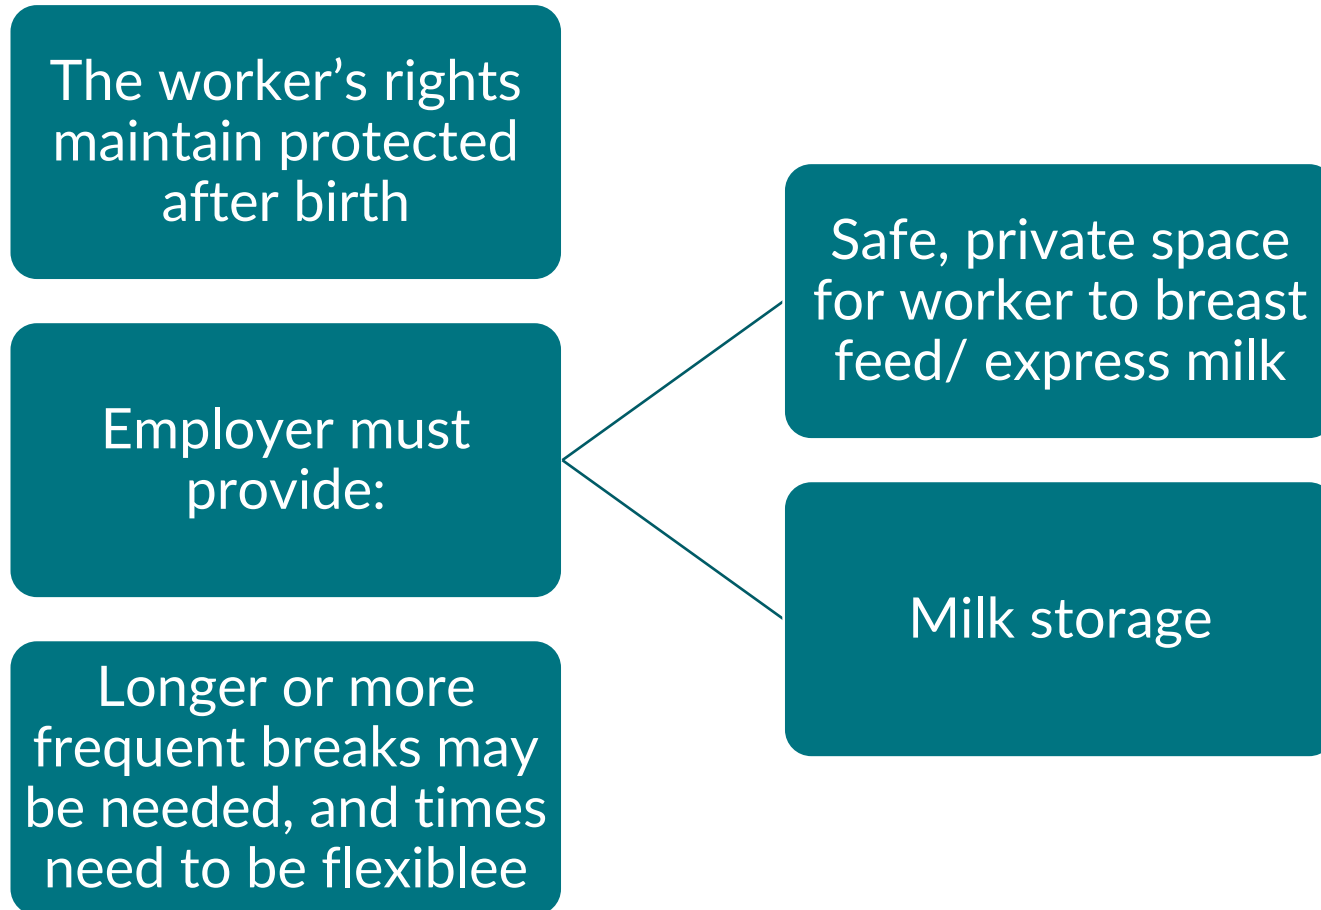 The worker’s rights
maintain protected
after birth
Employer must
provide:
Safe, private space
for worker to breast
feed/ express milk
Milk storage
Longer or more
frequent breaks may
be needed, and times
need to be flexiblee